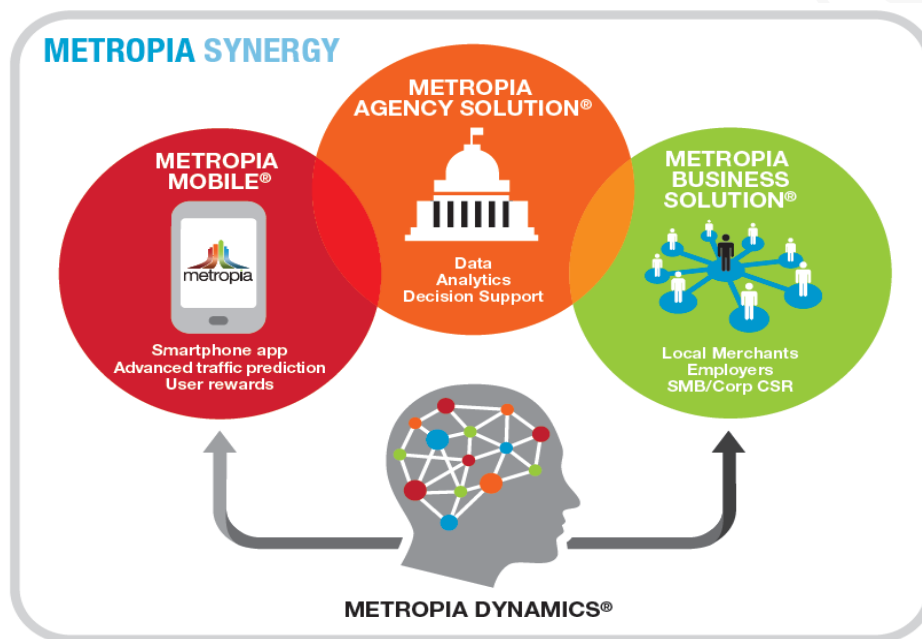 METROPIA SYNERGY
METROPIA
AGENCY SOLUTION®
Data
Analytics
Decision Support
METROPIA
MOBILE®
metropia
Smartphone app
Advanced traffic prediction
User rewards
METROPIA
BUSINESS
SOLUTION®
Local Merchants
Employers
SMB/Corp CSR
METROPIA DYNAMICS®